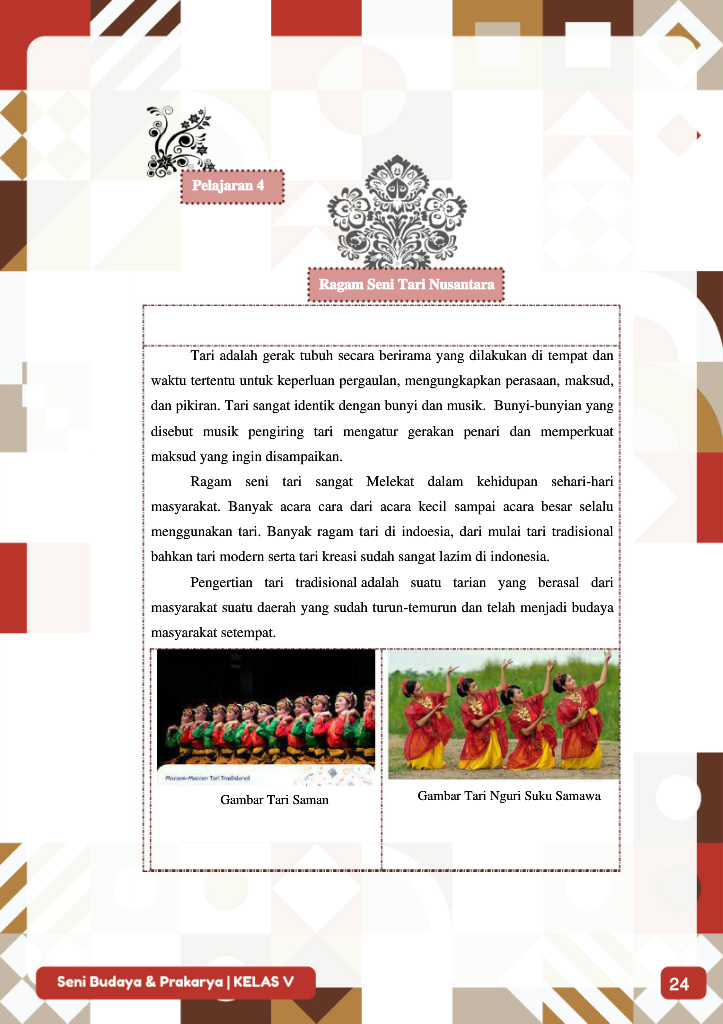 Pelajaran 4
Ragam Seni Tari Nusantara
Tari adalah gerak tubuh secara berirama yang dilakukan di tempat dan
waktu tertentu untuk keperluan pergaulan, mengungkapkan perasaan, maksud,
dan pikiran. Tari sangat identik dengan bunyi dan musik. Bunyi-bunyian yang
disebut musik pengiring tari mengatur gerakan penari dan memperkuat
maksud yang ingin disampaikan.
Ragam seni tari sangat Melekat dalam kehidupan sehari-hari
masyarakat. Banyak acara cara dari acara kecil sampai acara besar selalu
menggunakan tari. Banyak ragam tari di indoesia, dari mulai tari tradisional
bahkan tari modern serta tari kreasi sudah sangat lazim di indonesia.
Pengertian tari tradisional adalah suatu tarian yang berasal dari
masyarakat suatu daerah yang sudah turun-temurun dan telah menjadi budaya
masyarakat setempat.
Macam-Macam Tari Tradisional
Gambar Tari Saman
Gambar Tari Nguri Suku Samawa
Seni Budaya & Prakarya | KELAS V
24